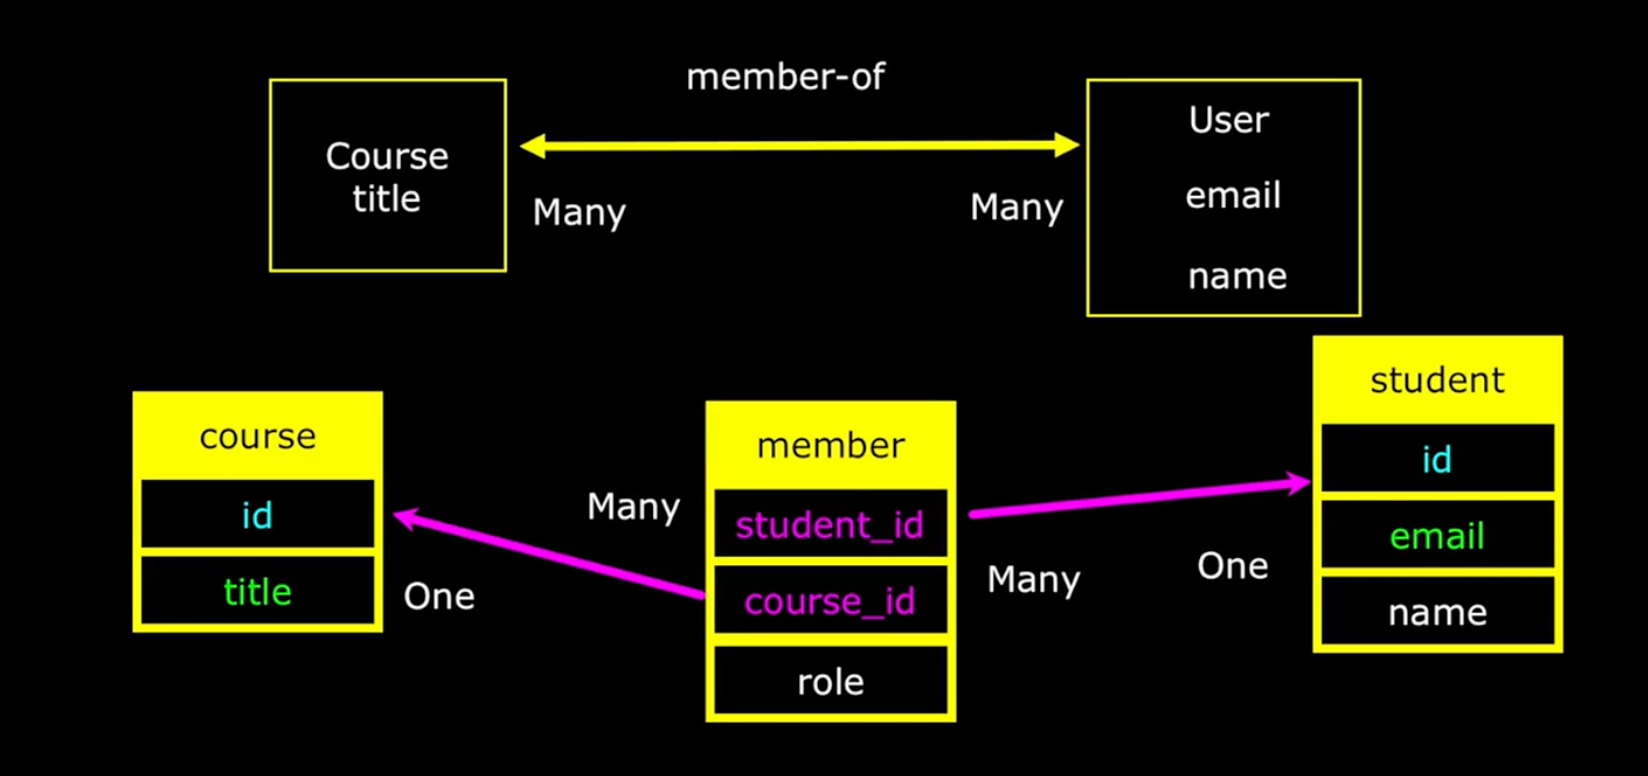 member-of
Course
title
Many
Many
User
email
name
course
id
title
One
Many
member
student_id
course_id
role
Many
One
student
id
email
name